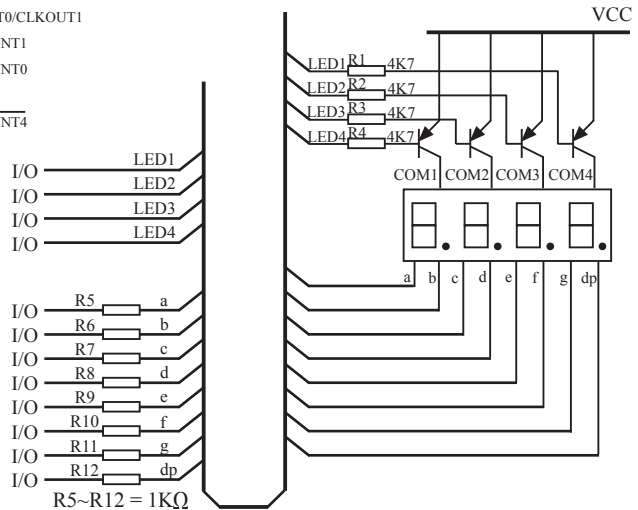 T0/CLKOUT1
NT1
NT0
NT4
VCC
LED1 R1 4K7
LED2 R2 4K7
LED3 R3 4K7
LED4 R4 4K7
COM1 COM2 COM3 COM4
a b c d e f g dp
I/O LED1
I/O LED2
I/O LED3
I/O LED4
I/O R5 a
I/O R6 b
I/O R7 c
I/O R8 d
I/O R9 e
I/O R10 f
I/O R11 g
I/O R12 dp
R5~R12 = 1KΩ